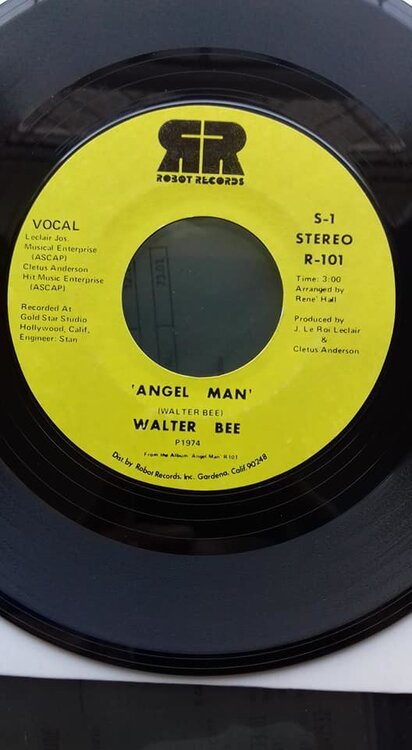 RR
ROBOT RECORDS
VOCAL
Leclair Jos.
Musical Enterprise
(ASCAP)
Cletus Anderson
Hit Music Enterprise
(ASCAP)
Recorded At
Gold Star Studio
Hollywood, Calif,
Engineer: Stan
S-1
STEREO
R-101
Time: 3:00
Arranged by
Rene' Hall
Produced by
J. Le Roi Leclair
&
Cletus Anderson
'ANGEL MAN'
(WALTER BEE)
WALTER BEE
P1974
From the Album 'Angel Man' R101
Dist. by Robot Records, Inc. Gardena, Calif. 90248